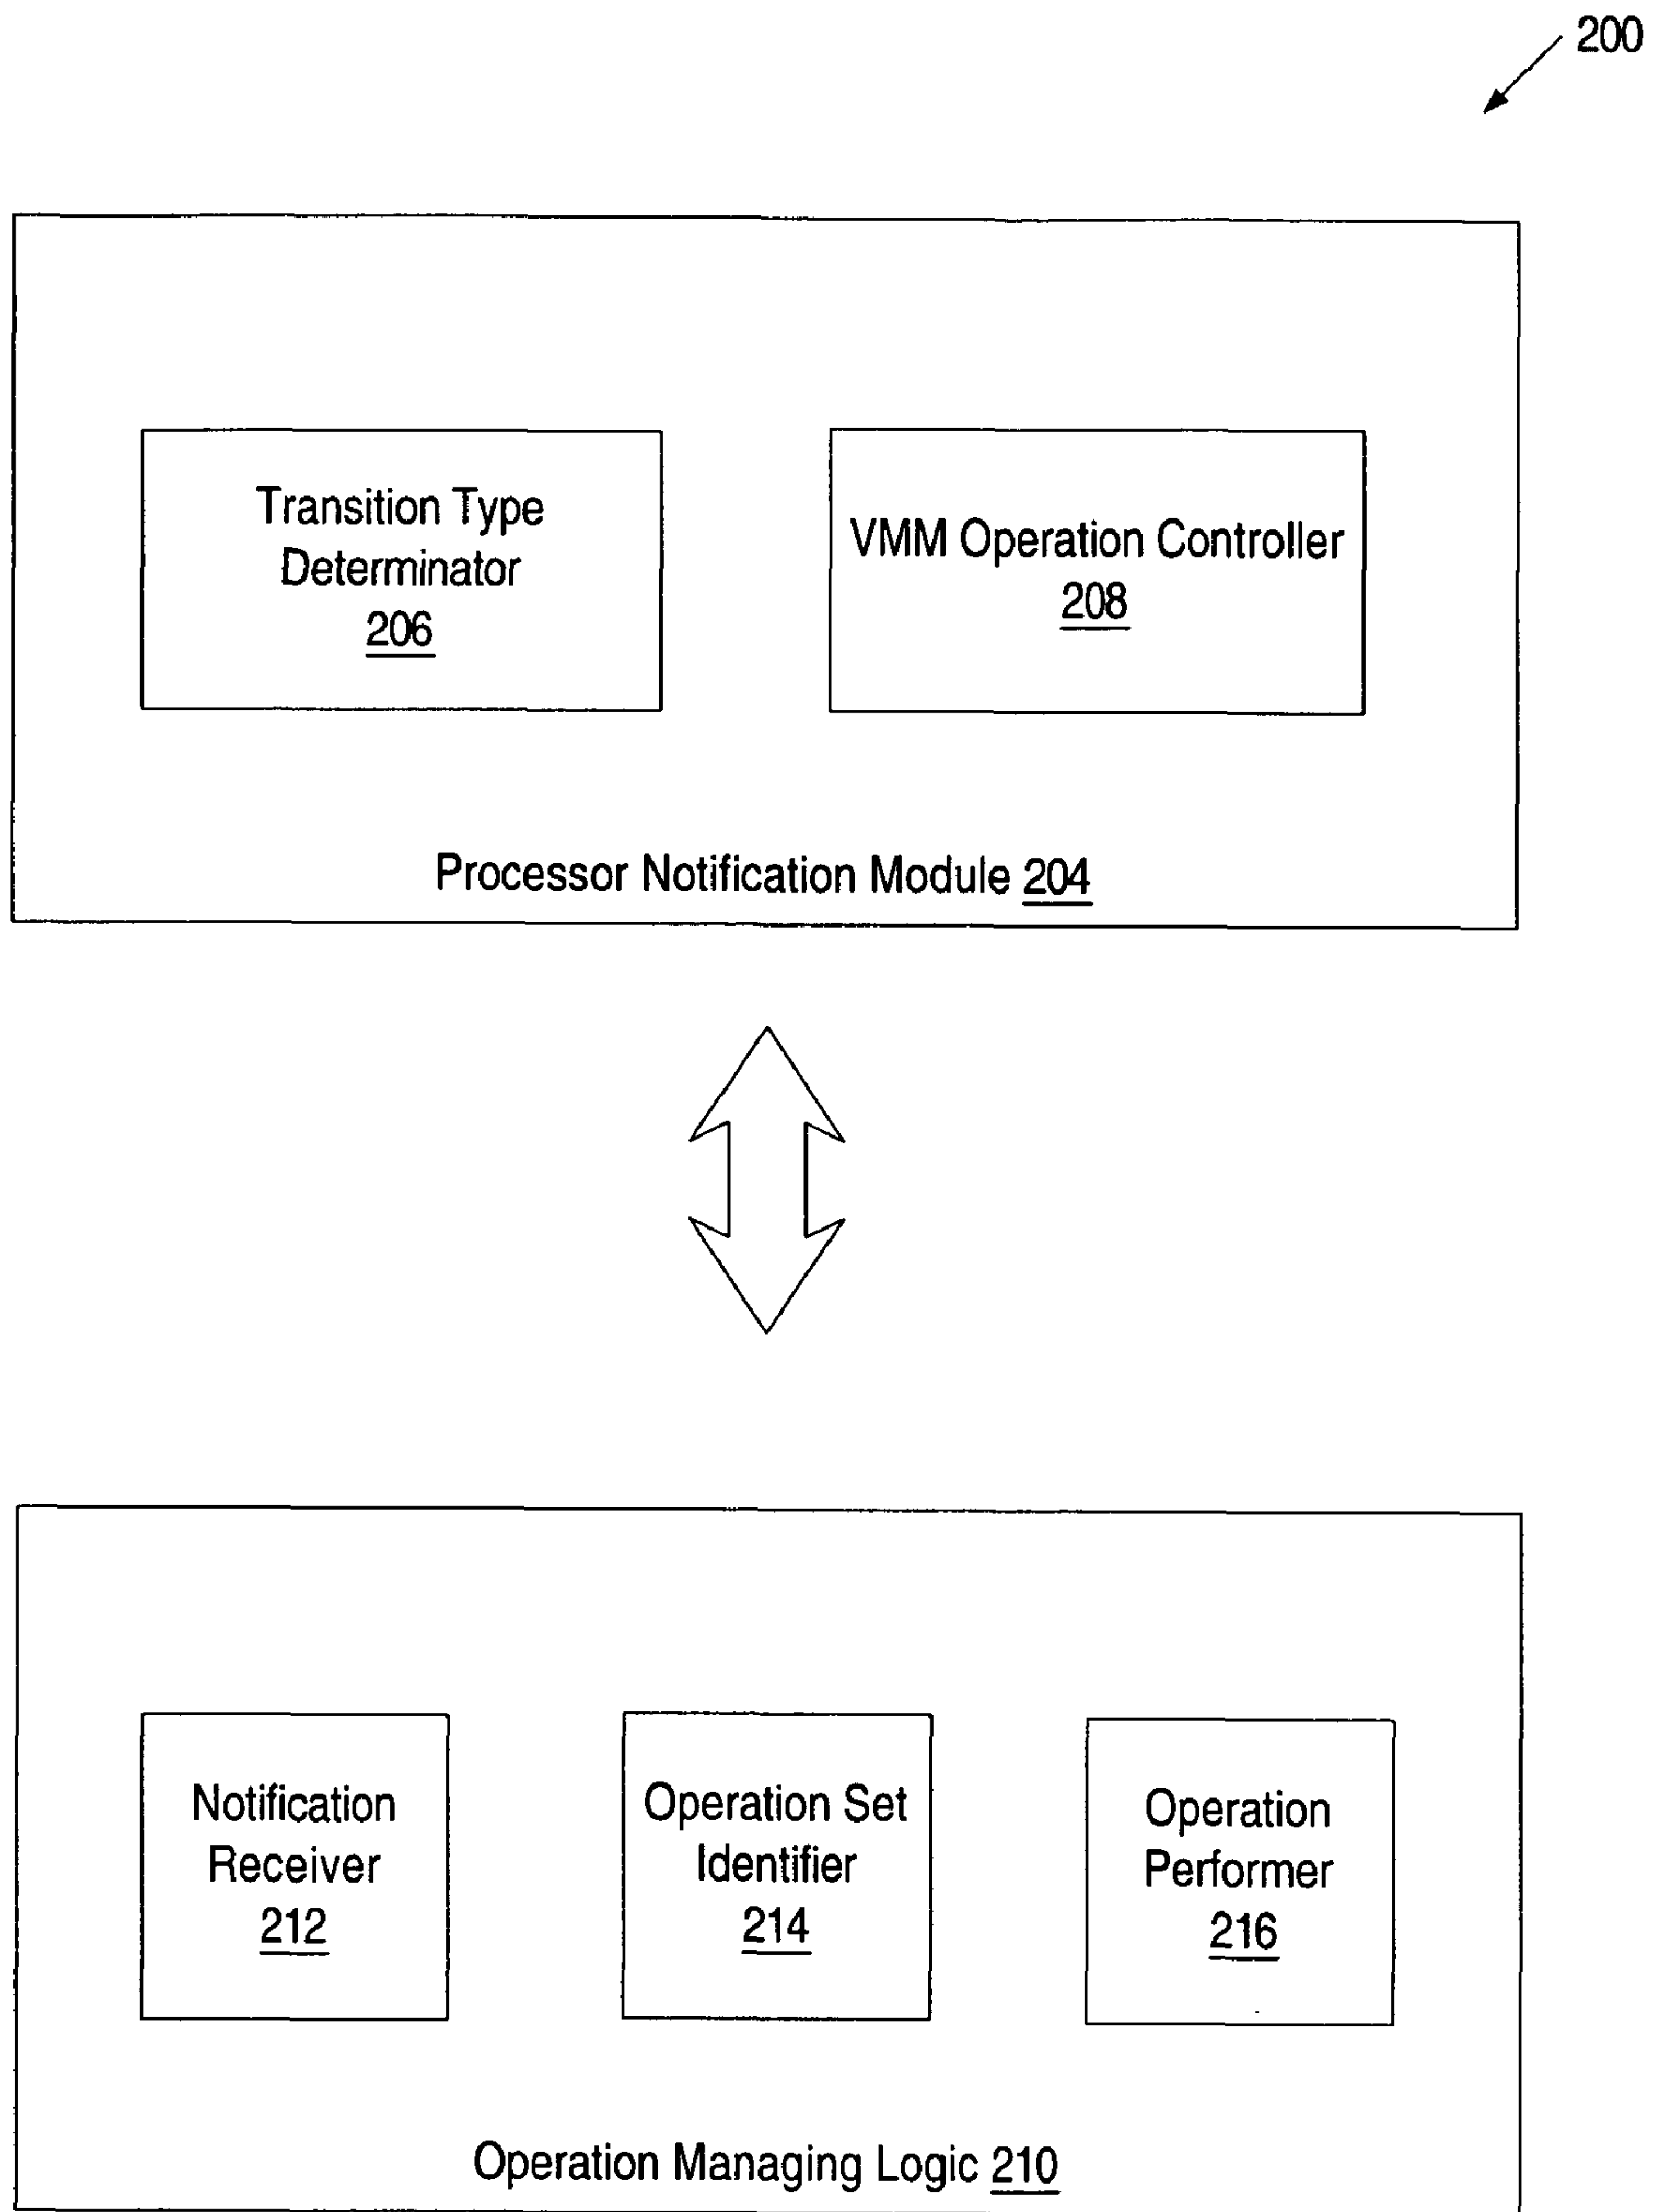 200
Transition Type
Determinator
206
VMM Operation Controller
208
Processor Notification Module 204
Notification
Receiver
212
Operation Set
Identifier
214
Operation
Performer
216
Operation Managing Logic 210